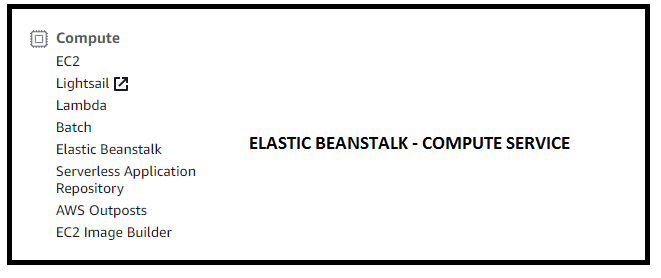 Compute
EC2
Lightsail
Lambda
Batch
Elastic Beanstalk
Serverless Application
Repository
AWS Outposts
EC2 Image Builder
ELASTIC BEANSTALK - COMPUTE SERVICE